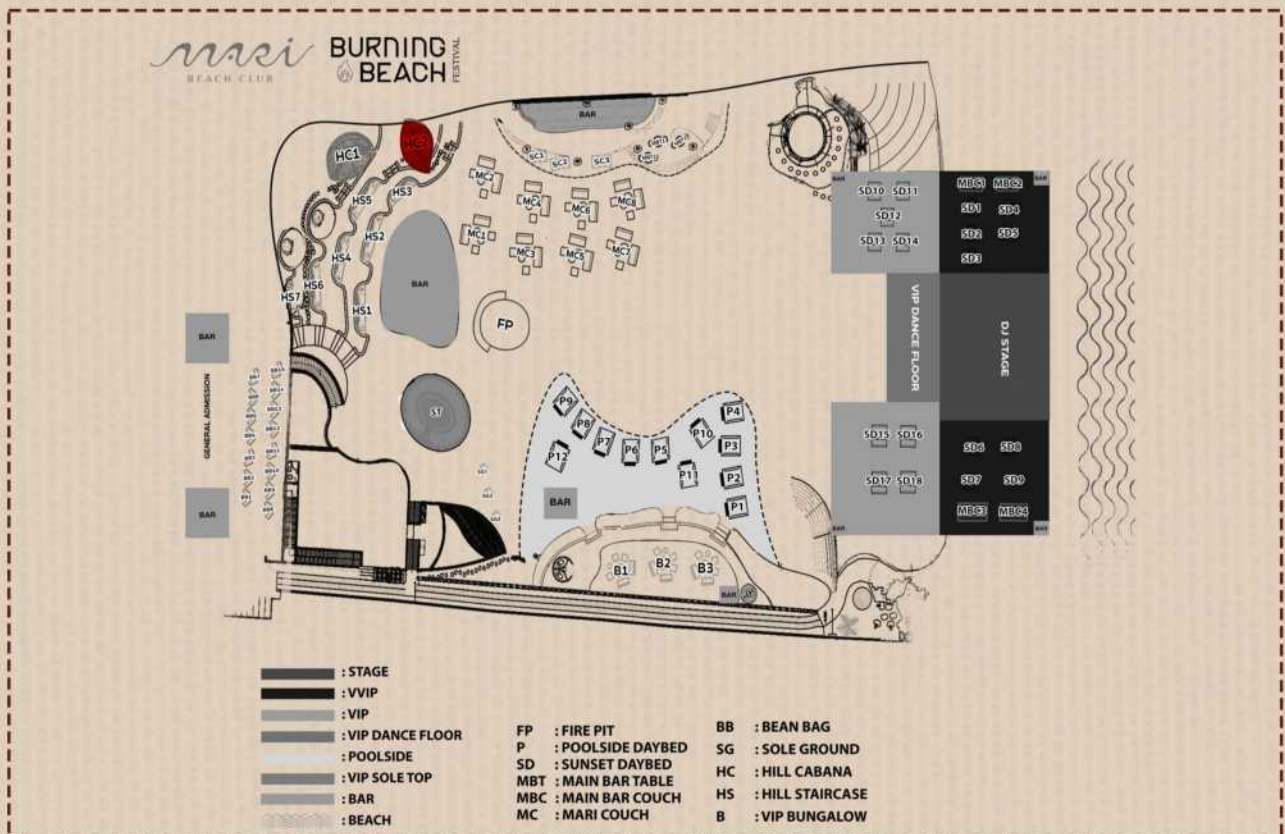 MARI
BEACH CLUB
BURNING
BEACH
FESTIVAL
BAR
HC1
HC2
SC1
SC2
SC3
HS5
HS3
HS2
HS4
HS6
HS7
HS1
MC2
MC4
MC6
MC8
MC1
MC3
MC5
MC7
BAR
FP
ST
BAR
GENERAL ADMISSION
BAR
BAR
SD10
SD11
SD12
SD13
SD14
MBC1
MBC2
BAR
SD1
SD4
SD2
SD5
SD3
VIP DANCE FLOOR
DJ STAGE
SD15
SD16
SD17
SD18
BAR
SD6
SD8
SD7
SD9
MBC3
MBC4
BAR
P9
P8
P7
P6
P5
P12
P10
P11
P4
P3
P2
P1
BAR
B1
B2
B3
BAR
: STAGE
: VVIP
: VIP
: VIP DANCE FLOOR
: POOLSIDE
: VIP SOLE TOP
: BAR
: BEACH
FP : FIRE PIT
P : POOLSIDE DAYBED
SD : SUNSET DAYBED
MBT : MAIN BAR TABLE
MBC : MAIN BAR COUCH
MC : MARI COUCH
BB : BEAN BAG
SG : SOLE GROUND
HC : HILL CABANA
HS : HILL STAIRCASE
B : VIP BUNGALOW